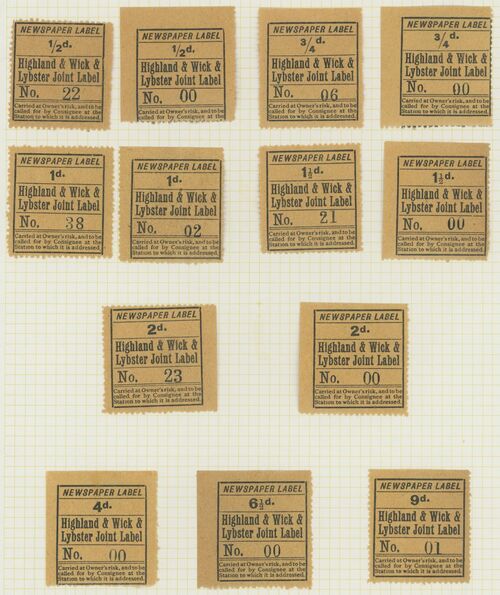 NEWSPAPER LABEL
1/2d.
Highland & Wick &
Lybster Joint Label
No. 22
Carried at Owner's risk, and to be
called for by Consignee at the
Station to which it is addressed.
NEWSPAPER LABEL
1/2d.
Highland & Wick &
Lybster Joint Label
No. 00
Carried at Owner's risk, and to be
called for by Consignee at the
Station to which it is addressed.
NEWSPAPER LABEL
3/4d.
Highland & Wick &
Lybster Joint Label
No. 06
Carried at Owner's risk, and to be
called for by Consignee at the
Station to which it is addressed.
NEWSPAPER LABEL
3/4d.
Highland & Wick &
Lybster Joint Label
No. 00
Carried at Owner's risk, and to be
called for by Consignee at the
Station to which it is addressed.
NEWSPAPER LABEL
1d.
Highland & Wick &
Lybster Joint Label
No. 38
Carried at Owner's risk, and to be
called for by Consignee at the
Station to which it is addressed.
NEWSPAPER LABEL
1d.
Highland & Wick &
Lybster Joint Label
No. 02
Carried at Owner's risk, and to be
called for by Consignee at the
Station to which it is addressed.
NEWSPAPER LABEL
1½d.
Highland & Wick &
Lybster Joint Label
No. 21
Carried at Owner's risk, and to be
called for by Consignee at the
Station to which it is addressed.
NEWSPAPER LABEL
1½d.
Highland & Wick &
Lybster Joint Label
No. 00
Carried at Owner's risk, and to be
called for by Consignee at the
Station to which it is addressed.
NEWSPAPER LABEL
2d.
Highland & Wick &
Lybster Joint Label
No. 23
Carried at Owner's risk, and to be
called for by Consignee at the
Station to which it is addressed.
NEWSPAPER LABEL
2d.
Highland & Wick &
Lybster Joint Label
No. 00
Carried at Owner's risk, and to be
called for by Consignee at the
Station to which it is addressed.
NEWSPAPER LABEL
4d.
Highland & Wick &
Lybster Joint Label
No. 00
Carried at Owner's risk, and to be
called for by Consignee at the
Station to which it is addressed.
NEWSPAPER LABEL
6½d.
Highland & Wick &
Lybster Joint Label
No. 00
Carried at Owner's risk, and to be
called for by Consignee at the
Station to which it is addressed.
NEWSPAPER LABEL
9d.
Highland & Wick &
Lybster Joint Label
No. 01
Carried at Owner's risk, and to be
called for by Consignee at the
Station to which it is addressed.